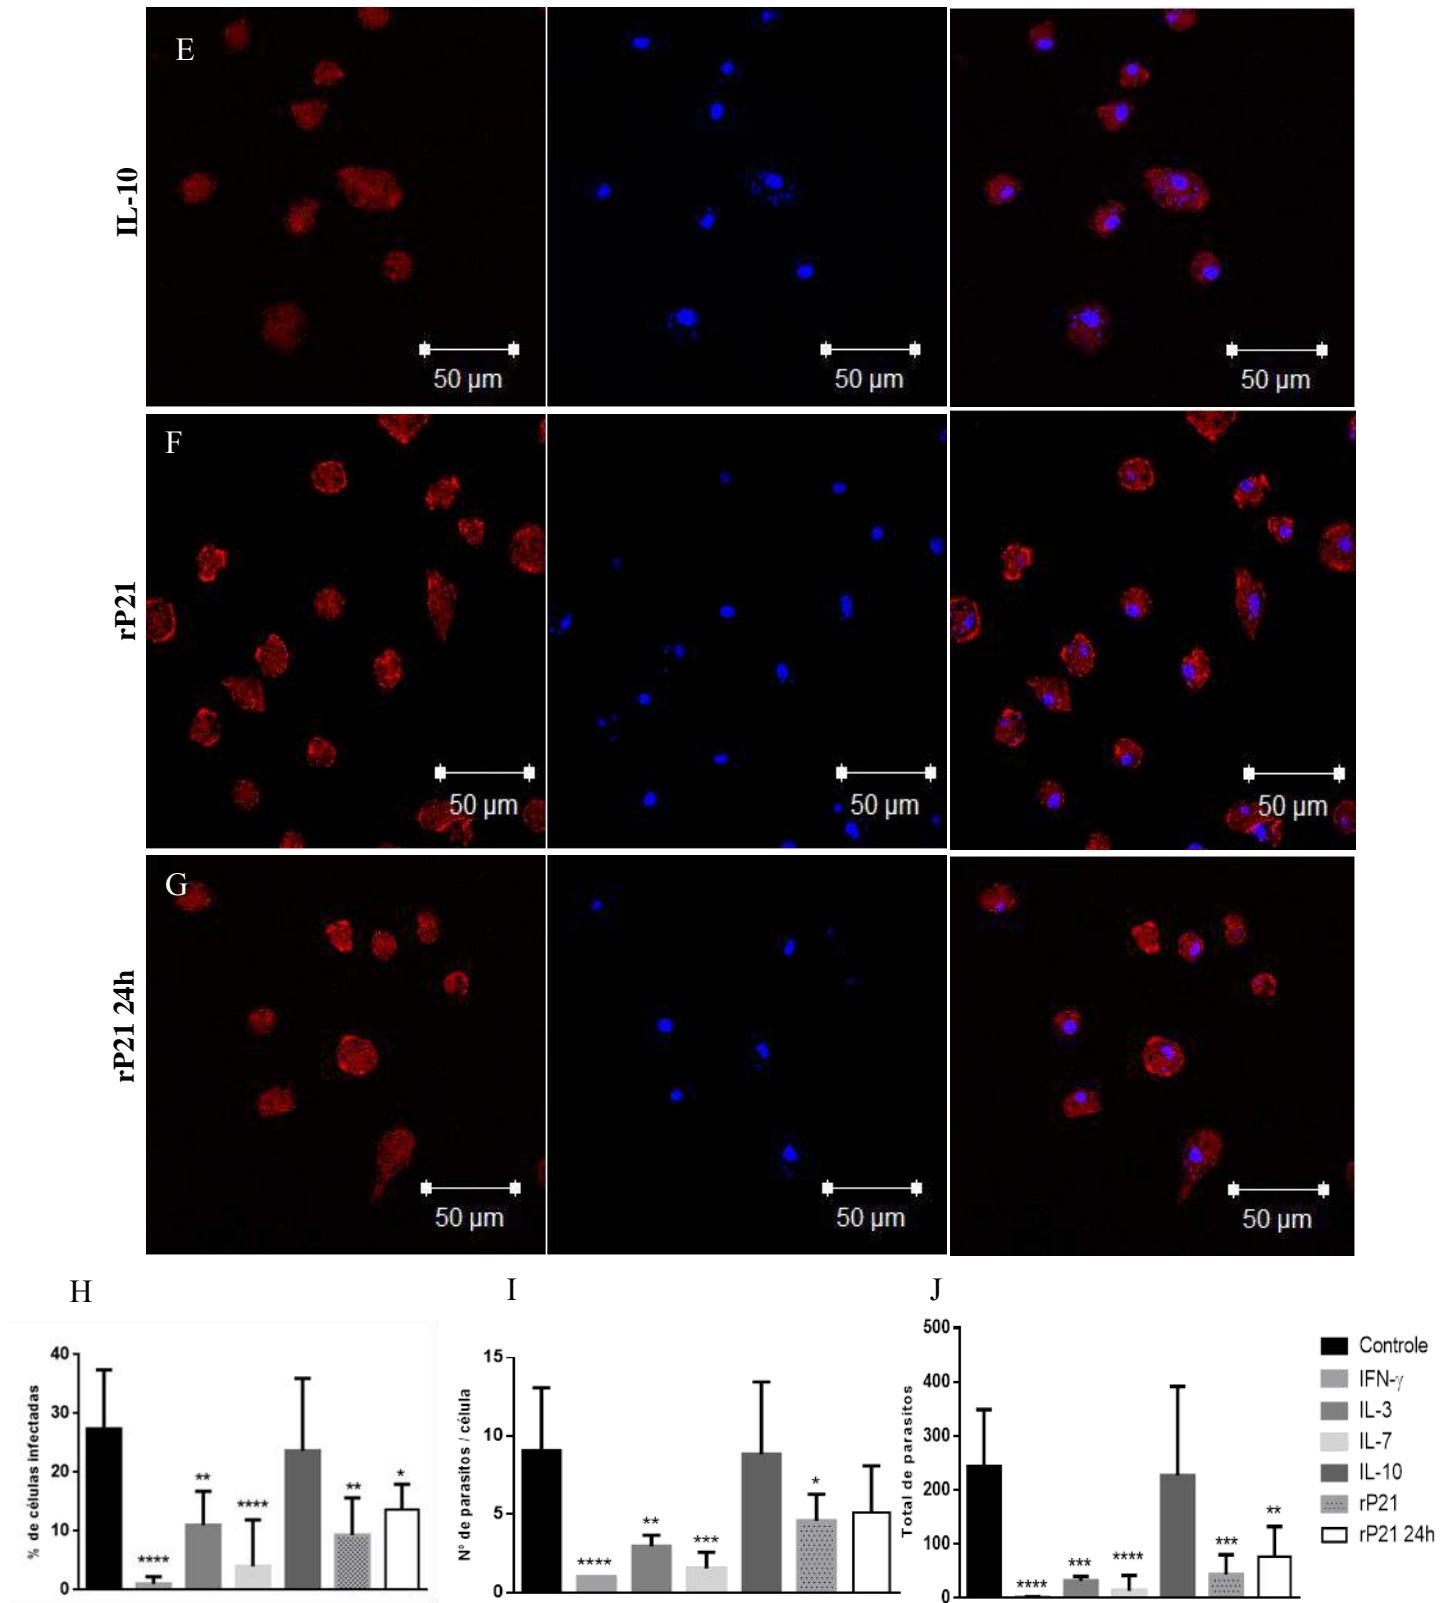 E
IL-10
50 µm
50 µm
50 µm
F
rP21
50 µm
50 µm
50 µm
G
rP21 24h
50 µm
50 µm
50 µm
H
% de células infectadas
40
30
20
10
0
****
**
****
**
*
I
Nº de parasitos / célula
15
10
5
0
****
**
***
*
J
Total de parasitos
500
400
300
200
100
0
****
***
****
***
**
Controle
IFN-γ
IL-3
IL-7
IL-10
rP21
rP21 24h